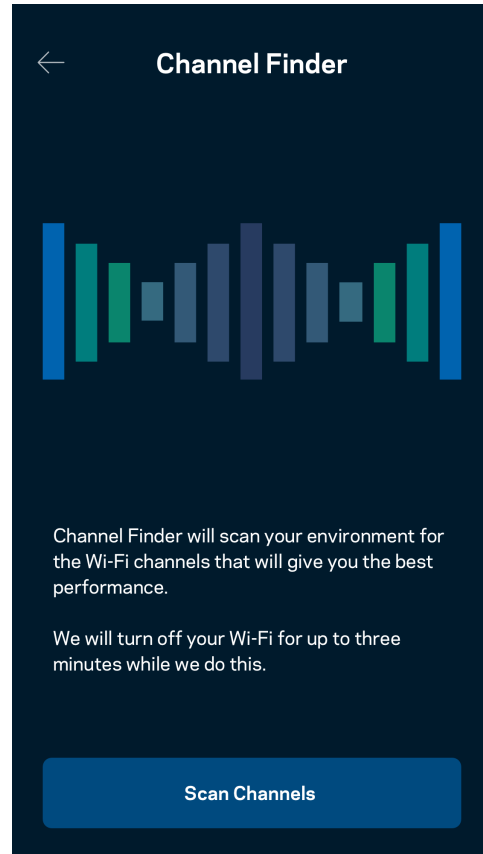 Channel Finder
Channel Finder will scan your environment for
the Wi-Fi channels that will give you the best
performance.
We will turn off your Wi-Fi for up to three
minutes while we do this.
Scan Channels